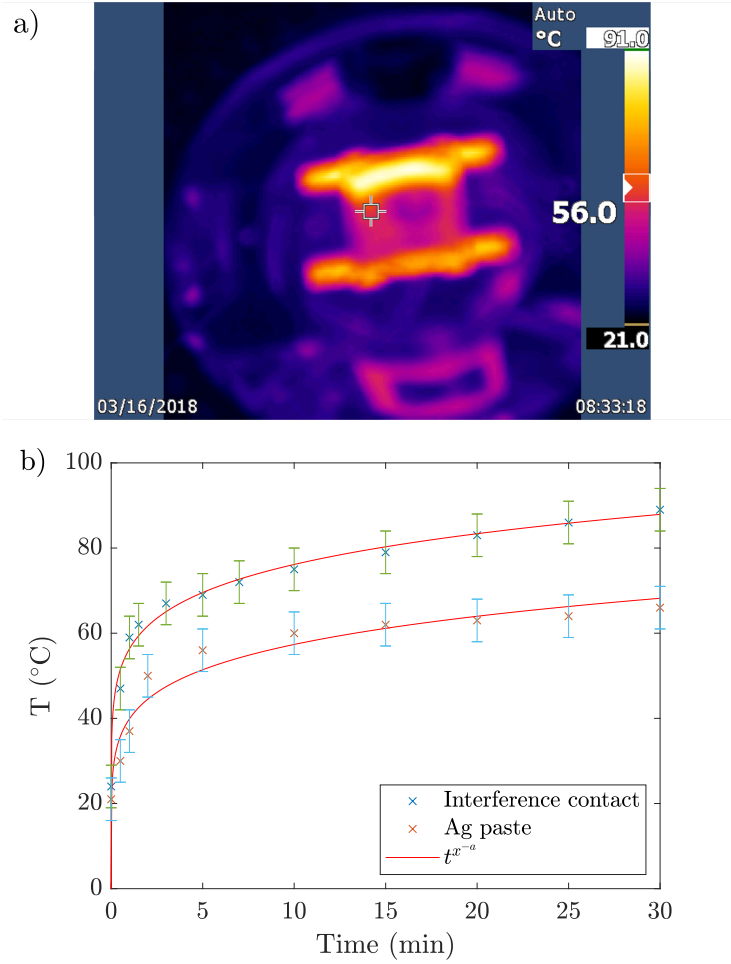 a)
Auto
°C
91.0
56.0
21.0
03/16/2018
08:33:18
b)
100
80
60
40
20
0
T (°C)
Interference contact
Ag paste
t^{x^{-a}}
0 5 10 15 20 25 30
Time (min)